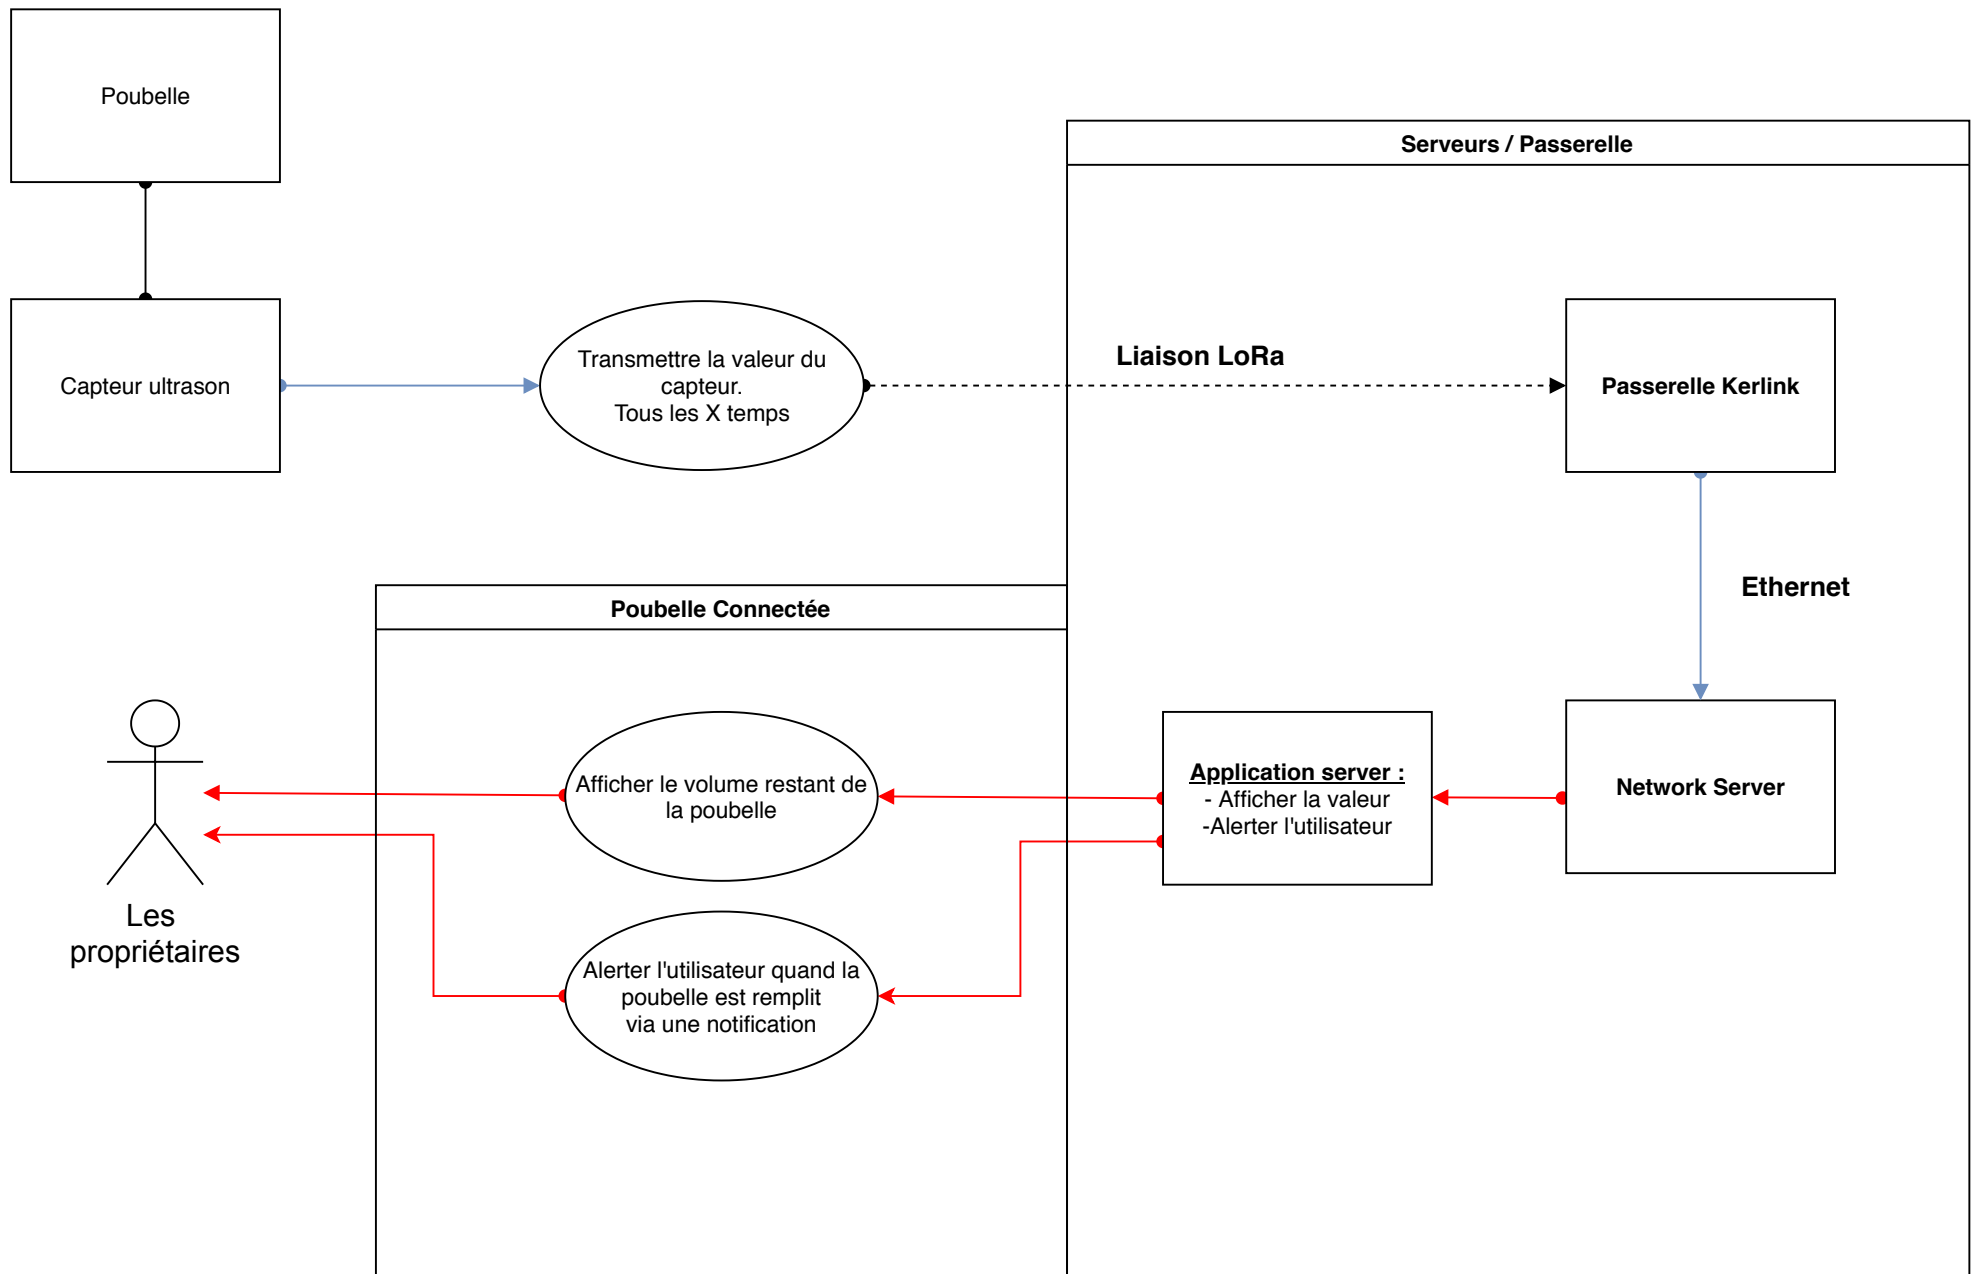 Poubelle
Serveurs / Passerelle
Capteur ultrason
Transmettre la valeur du
capteur.
Tous les X temps
Liaison LoRa
Passerelle Kerlink
Ethernet
Poubelle Connectée
Les
propriétaires
Afficher le volume restant de
la poubelle
Application server :
- Afficher la valeur
-Alerter l'utilisateur
Network Server
Alerter l'utilisateur quand la
poubelle est remplit
via une notification